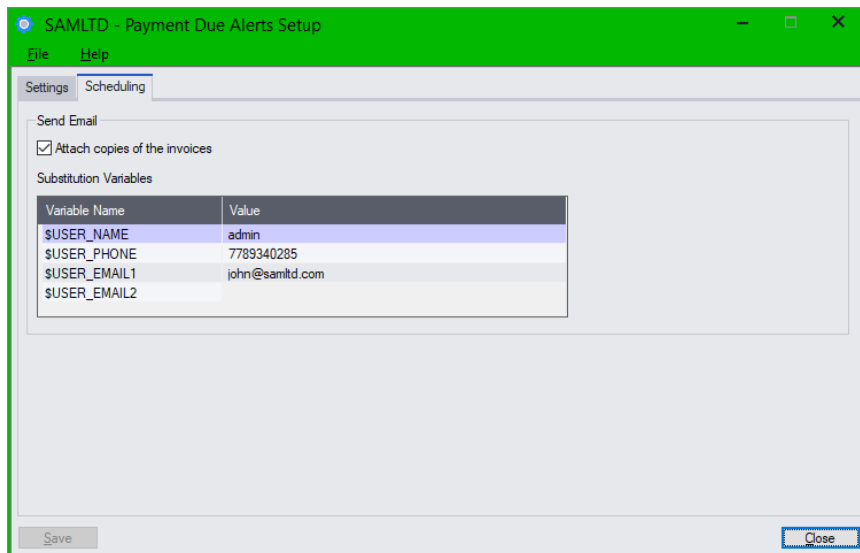 SAMLTD - Payment Due Alerts Setup
File Help
Settings Scheduling
Send Email
Attach copies of the invoices
Substitution Variables
Variable Name Value
$USER_NAME admin
$USER_PHONE 7789340285
$USER_EMAIL1 john@samltd.com
$USER_EMAIL2
Save Close